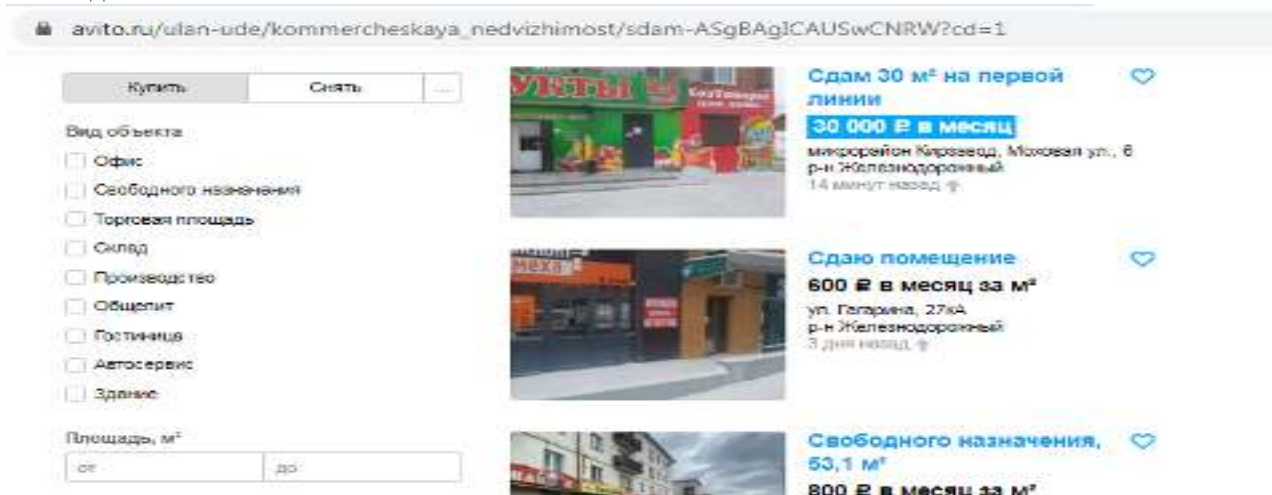 avito.ru/ulan-ude/kommercheskaya_nedvizhimost/sdam-ASgBAgICAUSwCNRW?cd=1
Купить
Снять
...
Вид объекта
Офис
Свободного назначения
Торговая площадь
Склад
Производство
Общепит
Гостиница
Автосервис
Здание
Площадь, м²
от
до
Сдам 30 м² на первой
линии
30 000 ₽ в месяц
микрорайон Кирзавод, Моховая ул., 6
р-н Железнодорожный
14 минут назад
Сдаю помещение
600 ₽ в месяц за м²
ул. Гагарина, 27кА
р-н Железнодорожный
3 дня назад
Свободного назначения,
53,1 м²
800 ₽ в месяц за м²
МЕХА